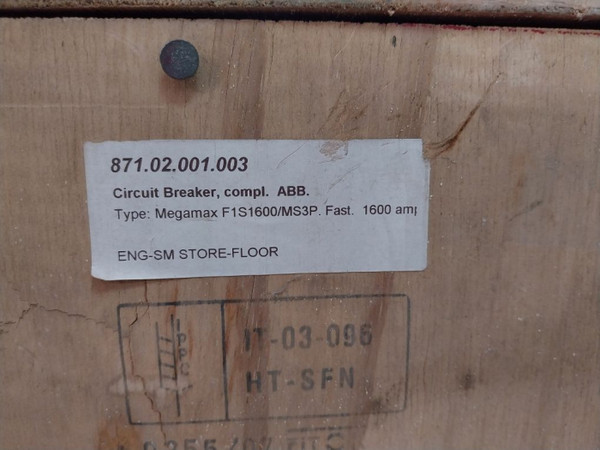 871.02.001.003
Circuit Breaker, compl. ABB.
Type: Megamax F1S1600/MS3P. Fast. 1600 amp
ENG-SM STORE-FLOOR
IPPC
IT-03-096
HT-SFN